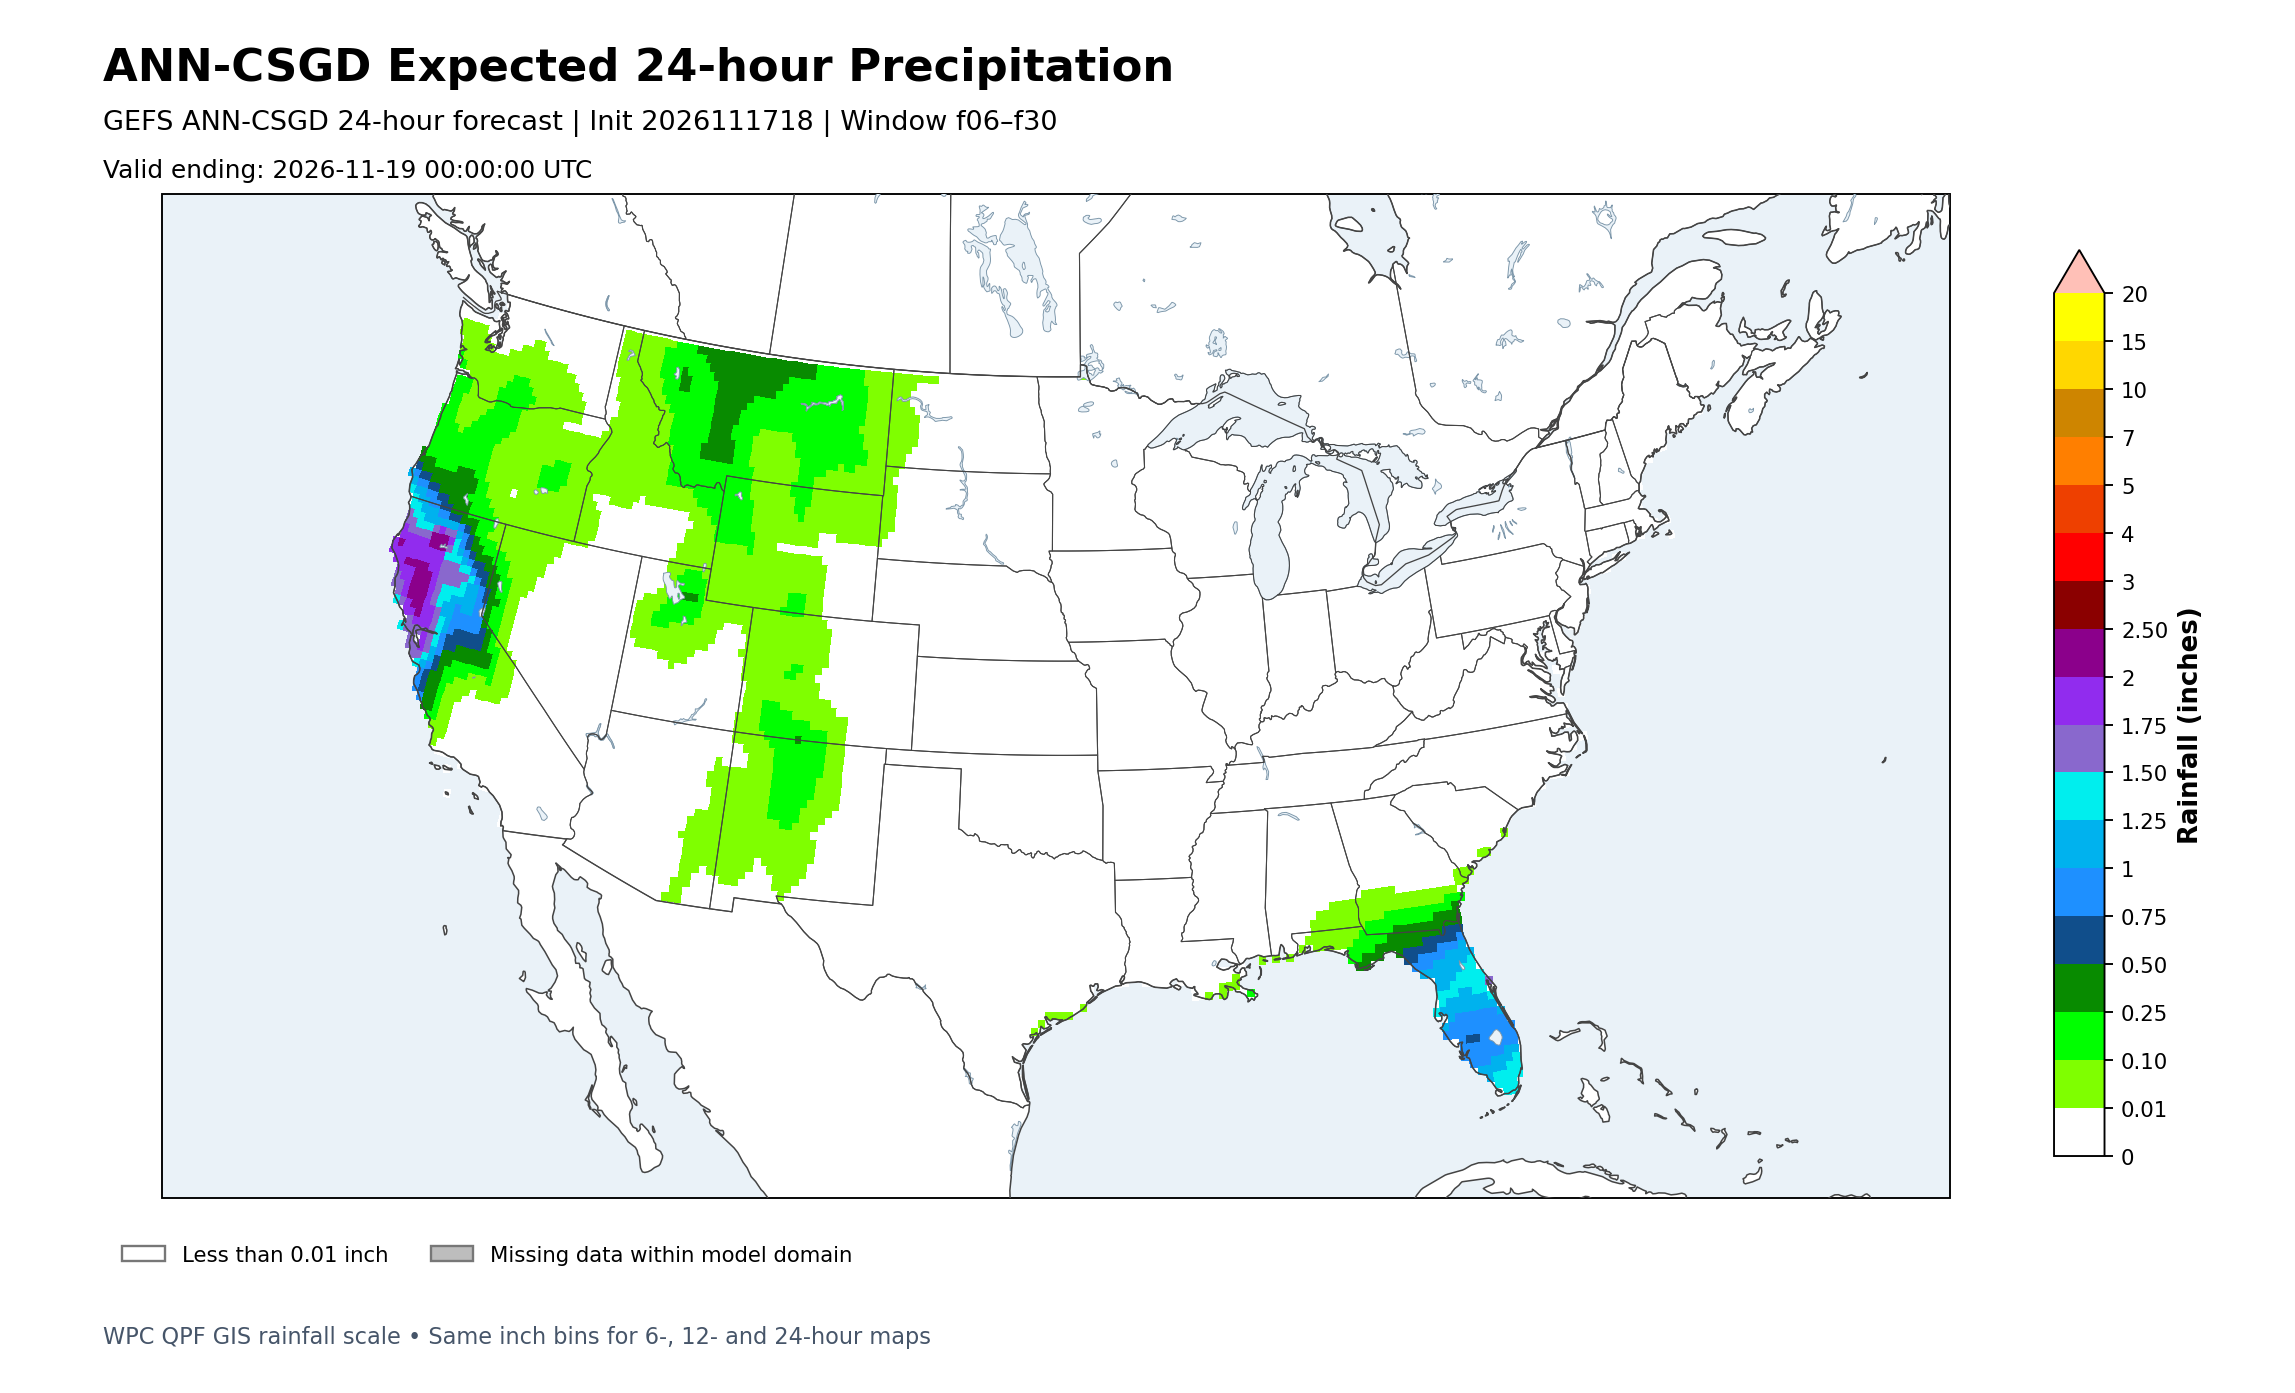 ANN-CSGD Expected 24-hour Precipitation
GEFS ANN-CSGD 24-hour forecast | Init 2026111718 | Window f06–f30
Valid ending: 2026-11-19 00:00:00 UTC
20
15
10
7
5
4
3
2.50
2
1.75
1.50
1.25
1
0.75
0.50
0.25
0.10
0.01
0
Rainfall (inches)
Less than 0.01 inch
Missing data within model domain
WPC QPF GIS rainfall scale • Same inch bins for 6-, 12- and 24-hour maps